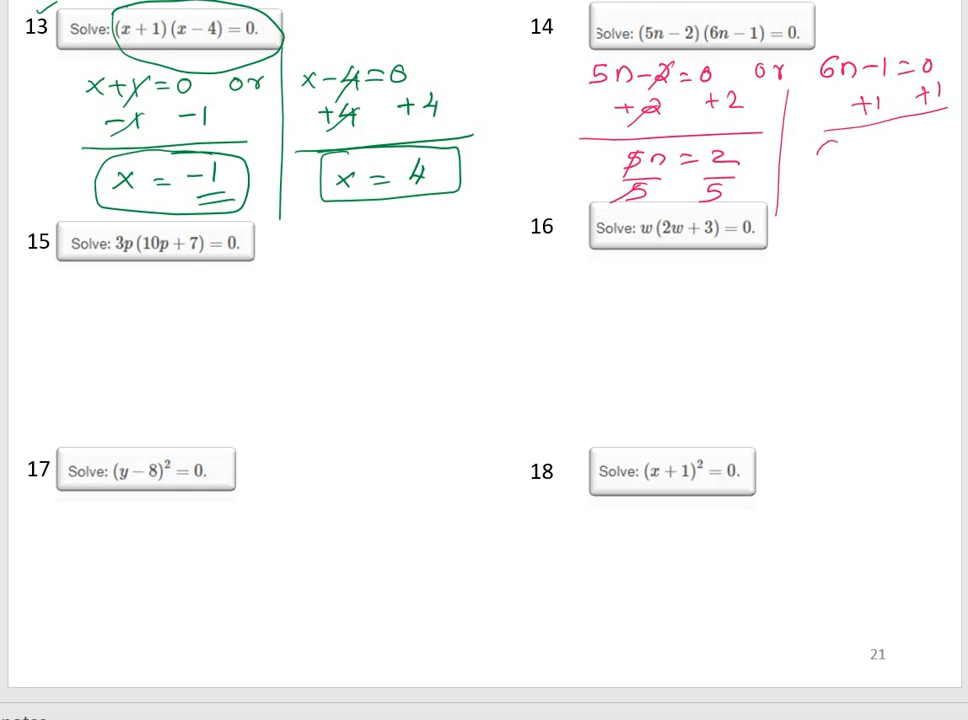 13 Solve: (x + 1) (x − 4) = 0.
x+1=0 or
-1 -1
x = -1
x-4=0
+4 +4
x = 4
14 Solve: (5n − 2) (6n − 1) = 0.
5n-2=0 or
+2 +2
5n = 2
5 5
6n-1=0
+1 +1
15 Solve: 3p (10p + 7) = 0.
16 Solve: w (2w + 3) = 0.
17 Solve: (y − 8)² = 0.
18 Solve: (x + 1)² = 0.
21